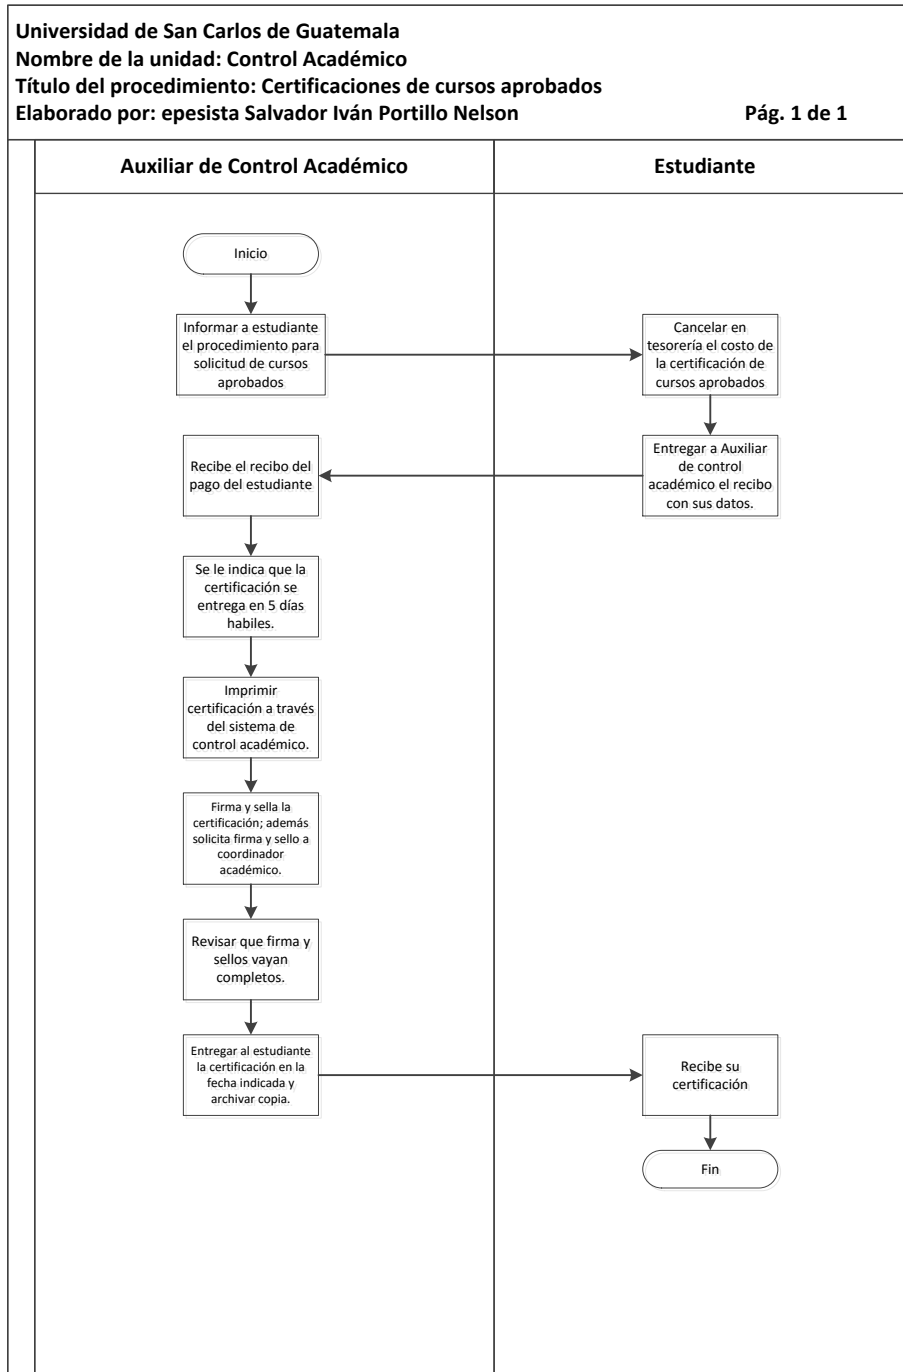 Universidad de San Carlos de Guatemala
Nombre de la unidad: Control Académico
Título del procedimiento: Certificaciones de cursos aprobados
Elaborado por: epesista Salvador Iván Portillo Nelson Pág. 1 de 1
Auxiliar de Control Académico
Estudiante
Inicio
Informar a estudiante
el procedimiento para
solicitud de cursos
aprobados
Cancelar en
tesorería el costo de
la certificación de
cursos aprobados
Entregar a Auxiliar
de control
académico el recibo
con sus datos.
Recibe el recibo del
pago del estudiante
Se le indica que la
certificación se
entrega en 5 días
habiles.
Imprimir
certificación a través
del sistema de
control académico.
Firma y sella la
certificación; además
solicita firma y sello a
coordinador
académico.
Revisar que firma y
sellos vayan
completos.
Entregar al estudiante
la certificación en la
fecha indicada y
archivar copia.
Recibe su
certificación
Fin